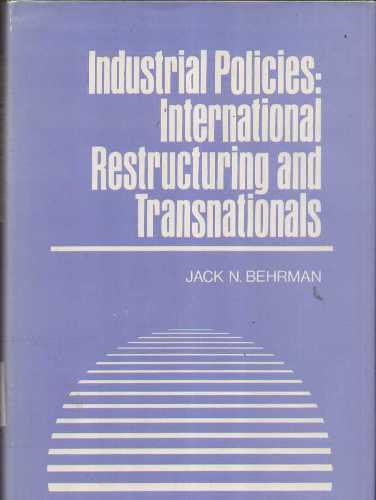 Industrial Policies:
International
Restructuring and
Transnationals
JACK N. BEHRMAN